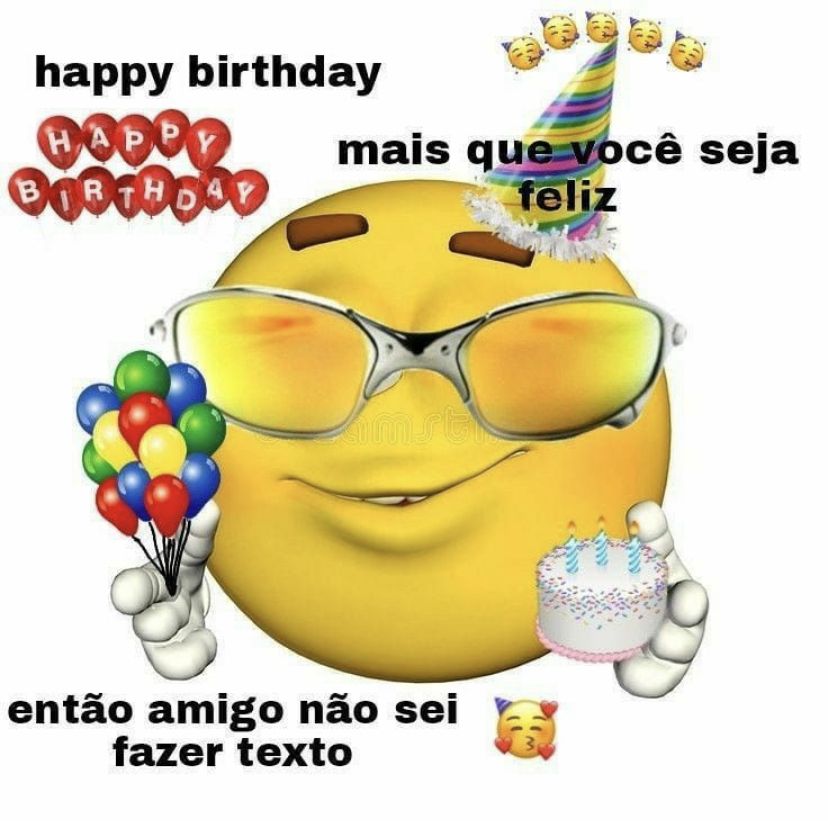 happy birthday
HAPPY
BIRTHDAY
mais que você seja
feliz
então amigo não sei
fazer texto